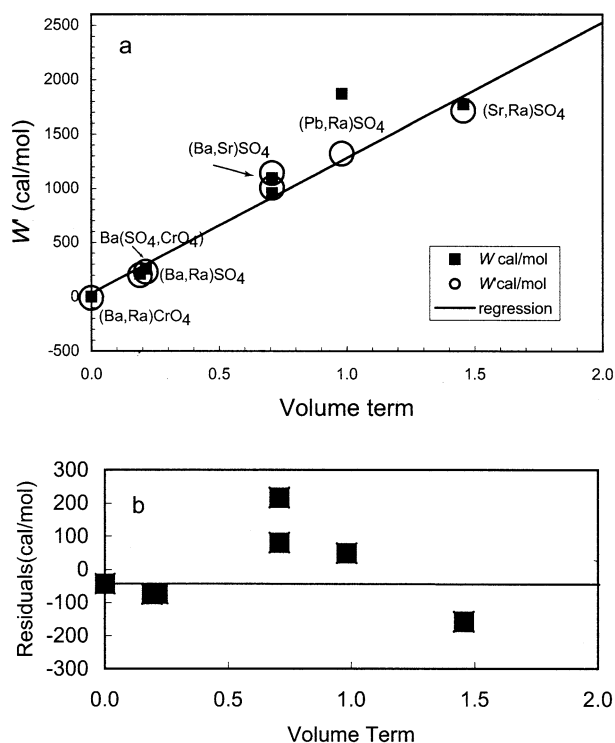 2500
a
2000
1500
1000
500
0
-500
W' (cal/mol)
(Pb,Ra)SO4
(Sr,Ra)SO4
(Ba,Sr)SO4
Ba(SO4,CrO4)
(Ba,Ra)SO4
(Ba,Ra)CrO4
W cal/mol
W'cal/mol
regression
0.0 0.5 1.0 1.5 2.0
Volume term
300
b
200
100
0
-100
-200
-300
Residuals(cal/mol)
0.0 0.5 1.0 1.5 2.0
Volume Term